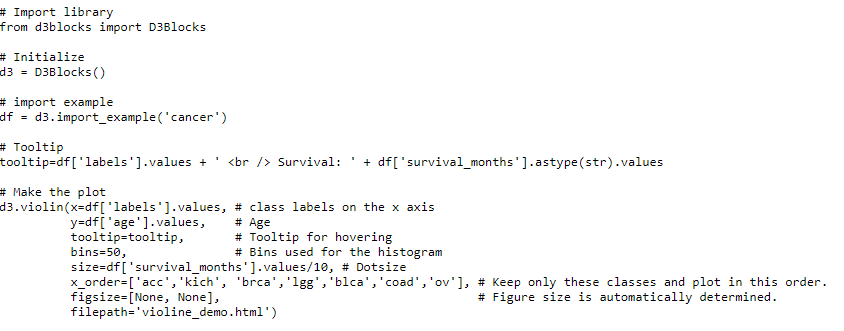 # Import library
from d3blocks import D3Blocks

# Initialize
d3 = D3Blocks()

# import example
df = d3.import_example('cancer')

# Tooltip
tooltip=df['labels'].values + ' <br /> Survival: ' + df['survival_months'].astype(str).values

# Make the plot
d3.violin(x=df['labels'].values, # class labels on the x axis
          y=df['age'].values,    # Age
          tooltip=tooltip,       # Tooltip for hovering
          bins=50,               # Bins used for the histogram
          size=df['survival_months'].values/10, # Dotsize
          x_order=['acc','kich', 'brca','lgg','blca','coad','ov'], # Keep only these classes and plot in this order.
          figsize=[None, None],                                    # Figure size is automatically determined.
          filepath='violine_demo.html')